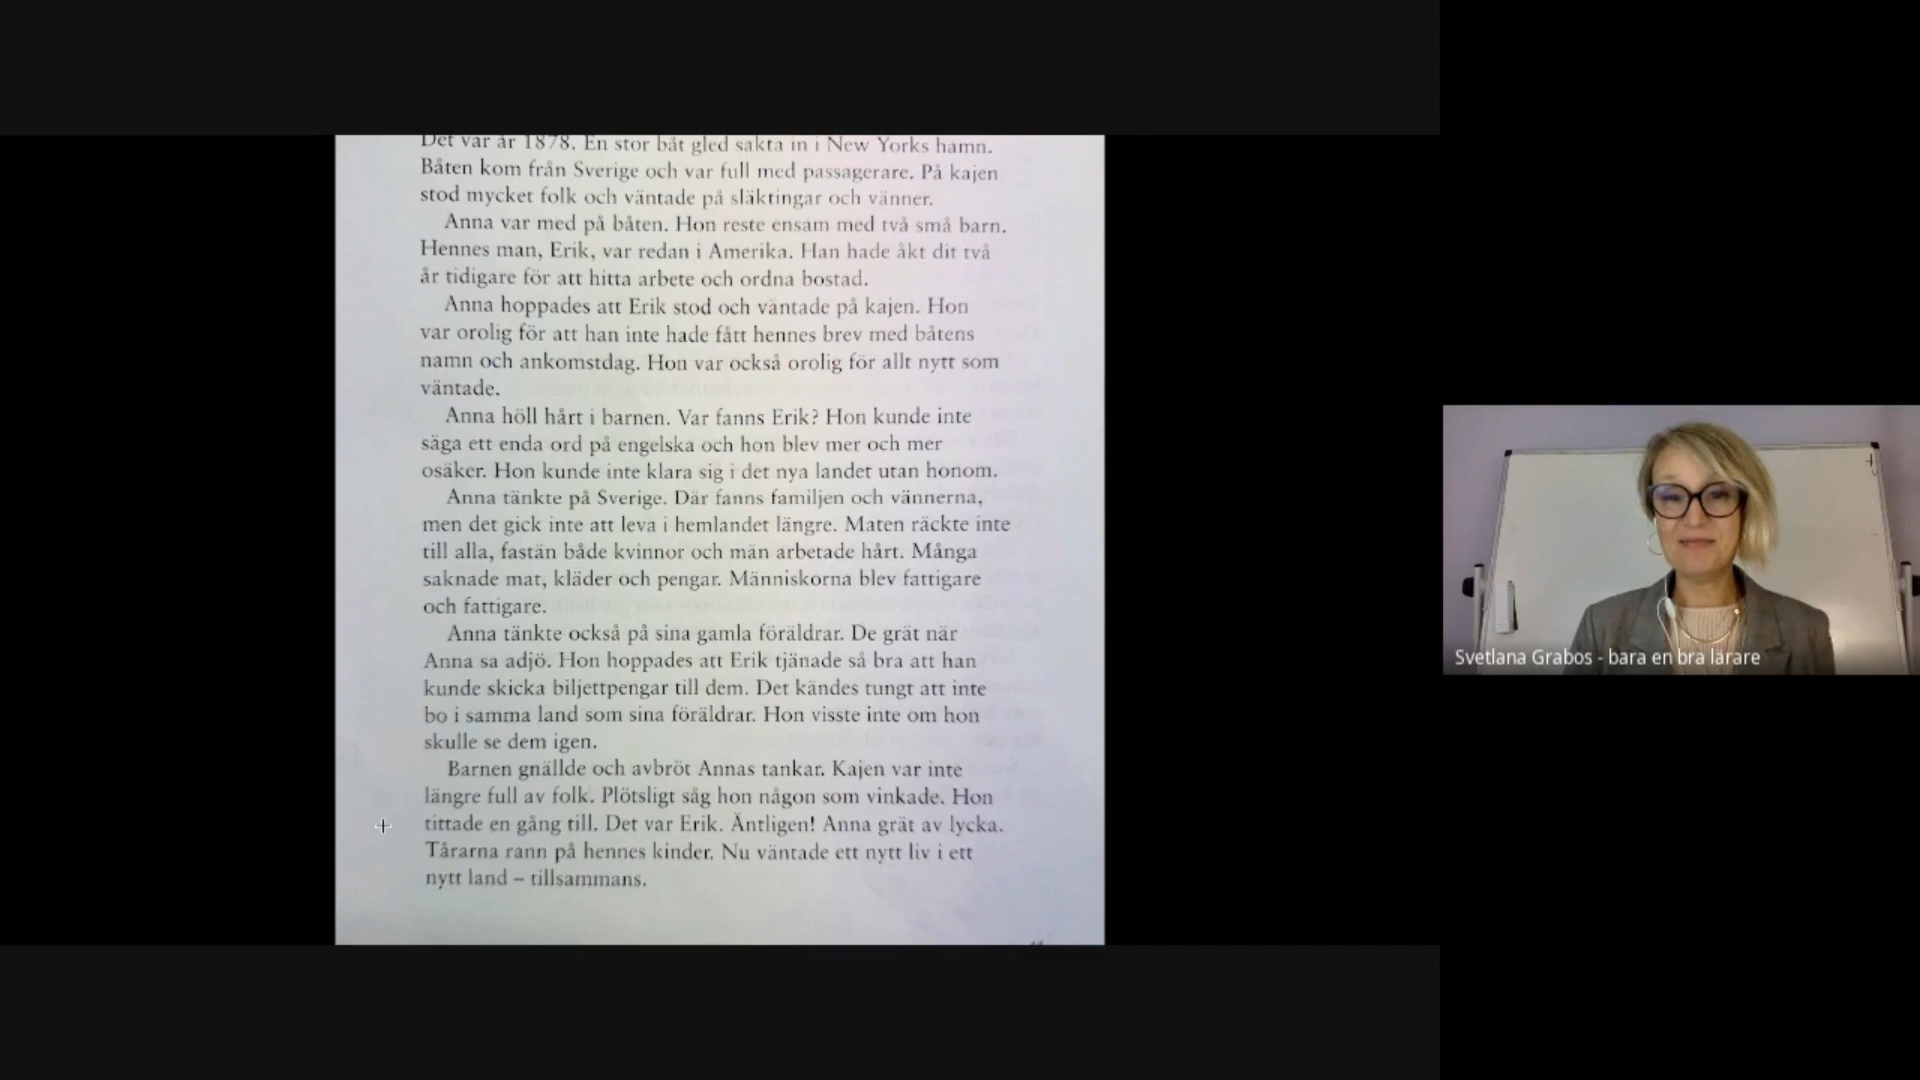 Det var år 1878. En stor båt gled sakta in i New Yorks hamn.
Båten kom från Sverige och var full med passagerare. På kajen
stod mycket folk och väntade på släktingar och vänner.
Anna var med på båten. Hon reste ensam med två små barn.
Hennes man, Erik, var redan i Amerika. Han hade åkt dit två
år tidigare för att hitta arbete och ordna bostad.
Anna hoppades att Erik stod och väntade på kajen. Hon
var orolig för att han inte hade fått hennes brev med båtens
namn och ankomstdag. Hon var också orolig för allt nytt som
väntade.
Anna höll hårt i barnen. Var fanns Erik? Hon kunde inte
säga ett enda ord på engelska och hon blev mer och mer
osäker. Hon kunde inte klara sig i det nya landet utan honom.
Anna tänkte på Sverige. Där fanns familjen och vännerna,
men det gick inte att leva i hemlandet längre. Maten räckte inte
till alla, fastän både kvinnor och män arbetade hårt. Många
saknade mat, kläder och pengar. Människorna blev fattigare
och fattigare.
Anna tänkte också på sina gamla föräldrar. De grät när
Anna sa adjö. Hon hoppades att Erik tjänade så bra att han
kunde skicka biljettpengar till dem. Det kändes tungt att inte
bo i samma land som sina föräldrar. Hon visste inte om hon
skulle se dem igen.
Barnen gnällde och avbröt Annas tankar. Kajen var inte
längre full av folk. Plötsligt såg hon någon som vinkade. Hon
tittade en gång till. Det var Erik. Äntligen! Anna grät av lycka.
Tårarna rann på hennes kinder. Nu väntade ett nytt liv i ett
nytt land – tillsammans.
Svetlana Grabos - bara en bra lärare